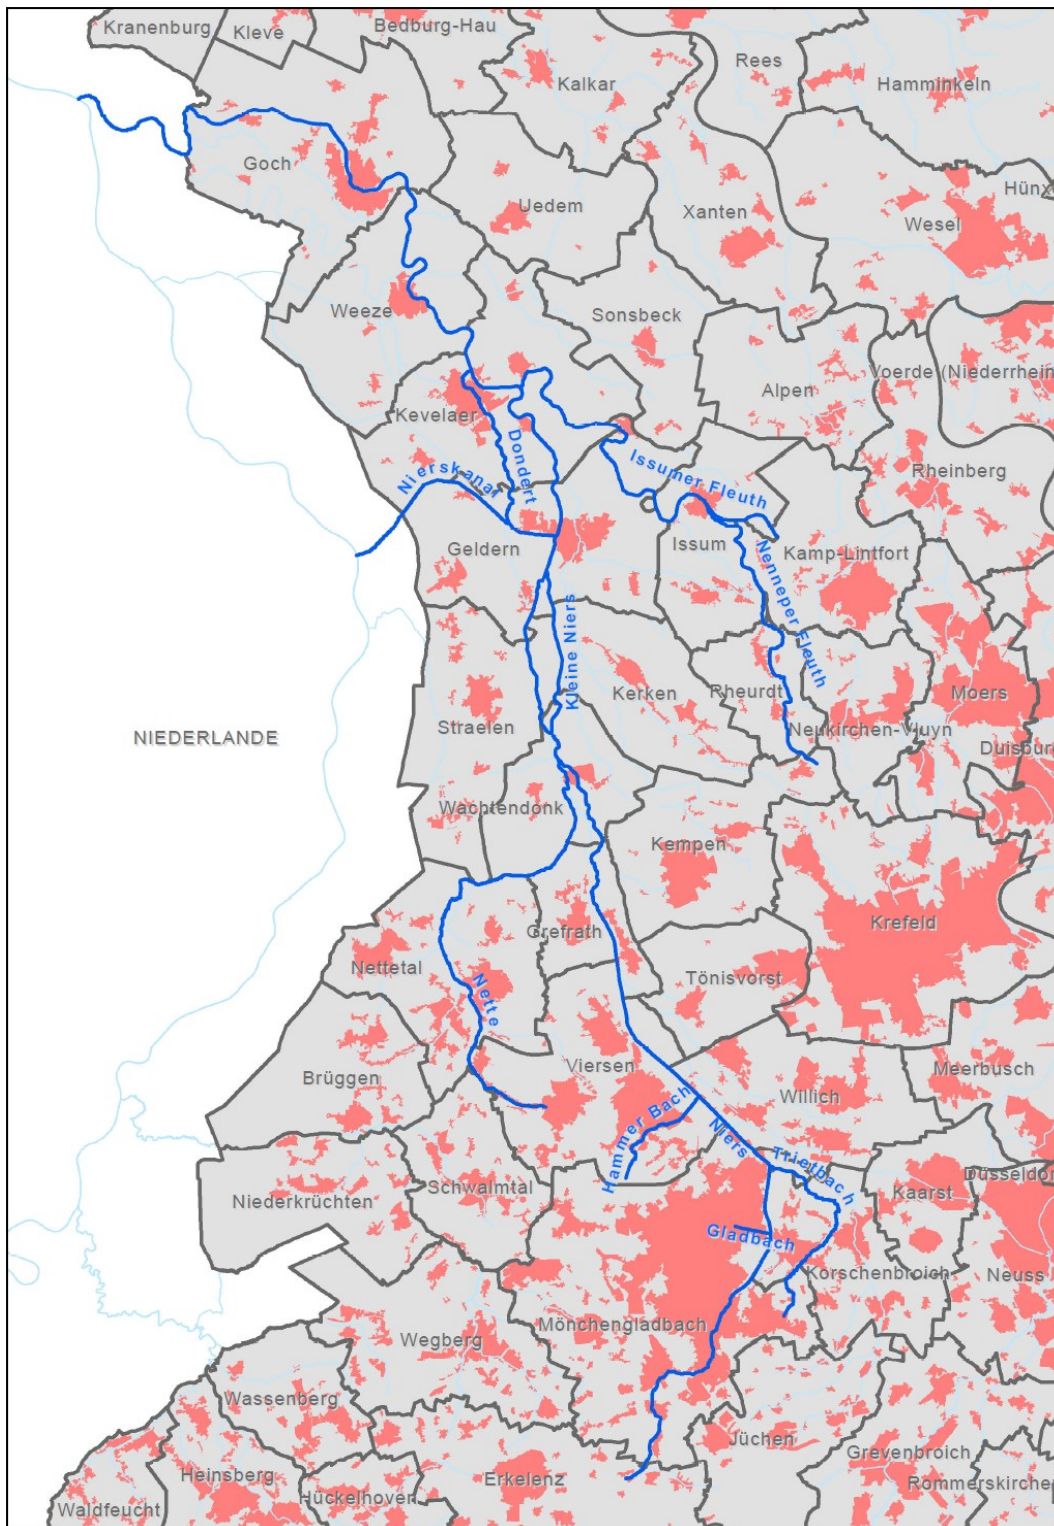 Kranenburg
Kleve
Bedburg-Hau
Kalkar
Rees
Hamminkeln
Goch
Uedem
Xanten
Hünx
Wesel
Weeze
Sonsbeck
Alpen
Voerde (Niederrhein
Kevelaer
Dondert
Nierskanal
Issumer Fleuth
Rheinberg
Geldern
Issum
Nenneper Fleuth
Kamp-Lintfort
Kleine Niers
Kerken
Rheurdt
Moers
Straelen
Neukirchen-Vluyn
NIEDERLANDE
Duisburg
Wachtendonk
Kempen
Krefeld
Grefrath
Nettetal
Tönisvorst
Nette
Viersen
Brüggen
Meerbusch
Willich
Hammer Bach
Niers
Trietbach
Düsseldorf
Schwalmtal
Niederkrüchten
Kaarst
Gladbach
Korschenbroich
Neuss
Mönchengladbach
Wegberg
Wassenberg
Jüchen
Grevenbroich
Heinsberg
Erkelenz
Rommerskirchen
Hückelhoven
Waldfeucht